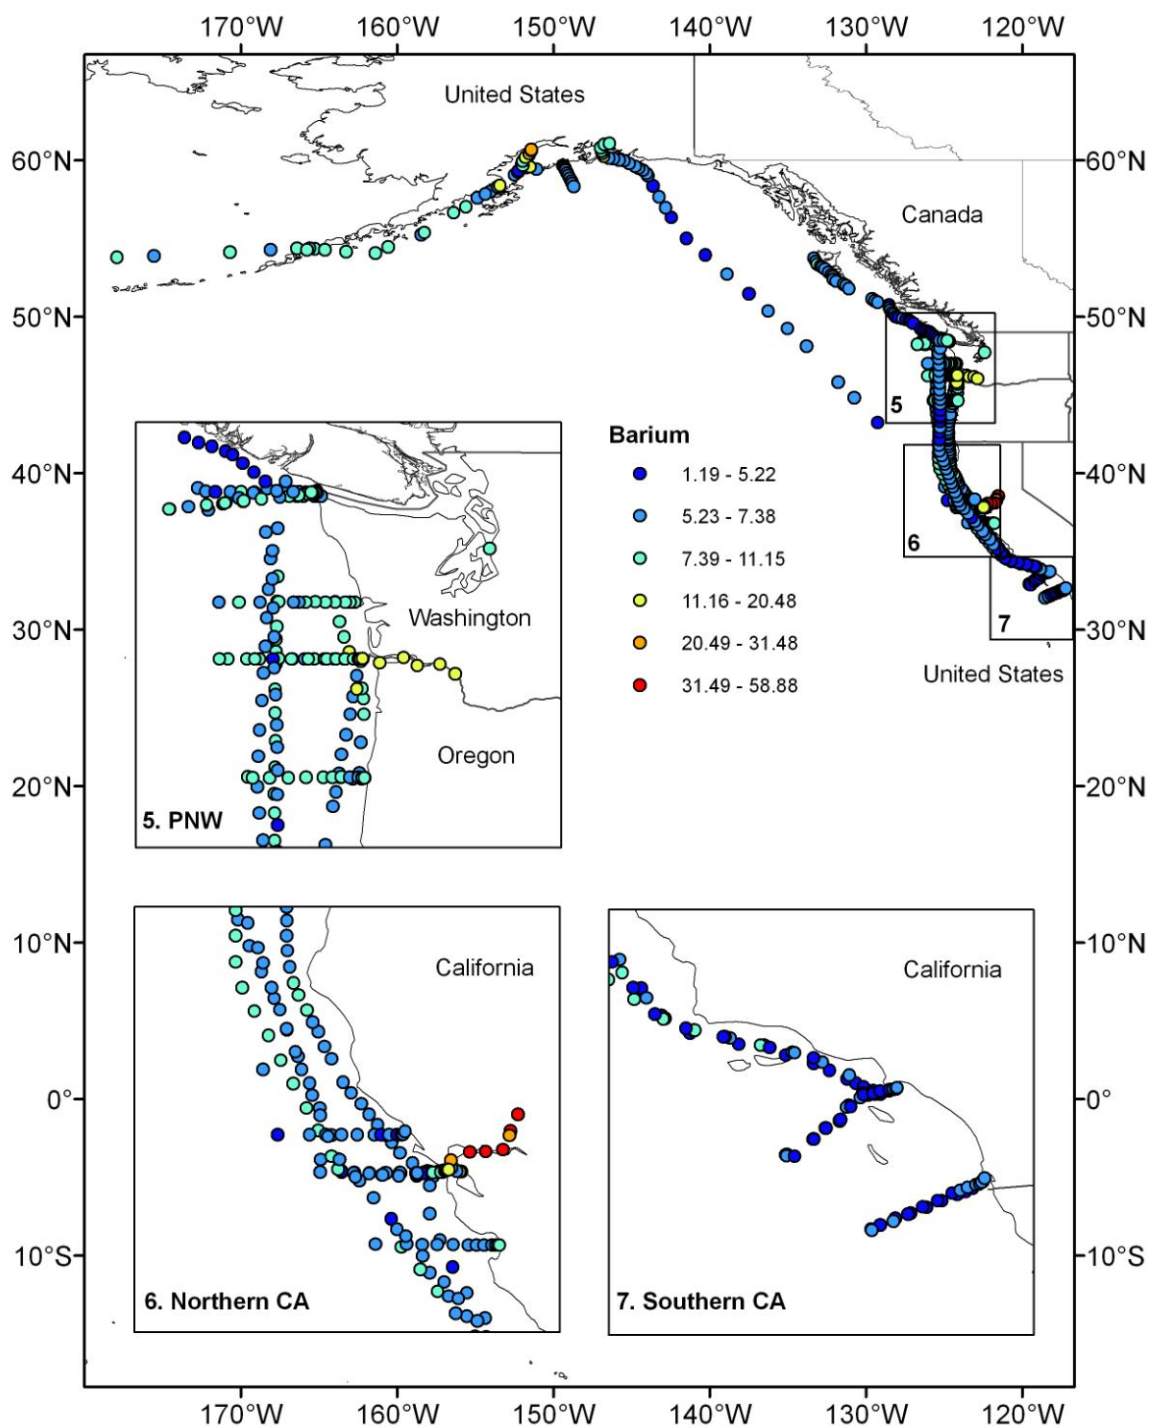 170°W 160°W 150°W 140°W 130°W 120°W
United States
60°N 60°N
Canada
50°N 50°N
5
Barium
40°N 40°N
1.19 - 5.22
5.23 - 7.38
6
7.39 - 11.15
11.16 - 20.48
Washington
7
30°N 30°N
20.49 - 31.48
United States
31.49 - 58.88
Oregon
20°N 20°N
5. PNW
10°N 10°N
California
California
0° 0°
10°S 10°S
6. Northern CA
7. Southern CA
170°W 160°W 150°W 140°W 130°W 120°W